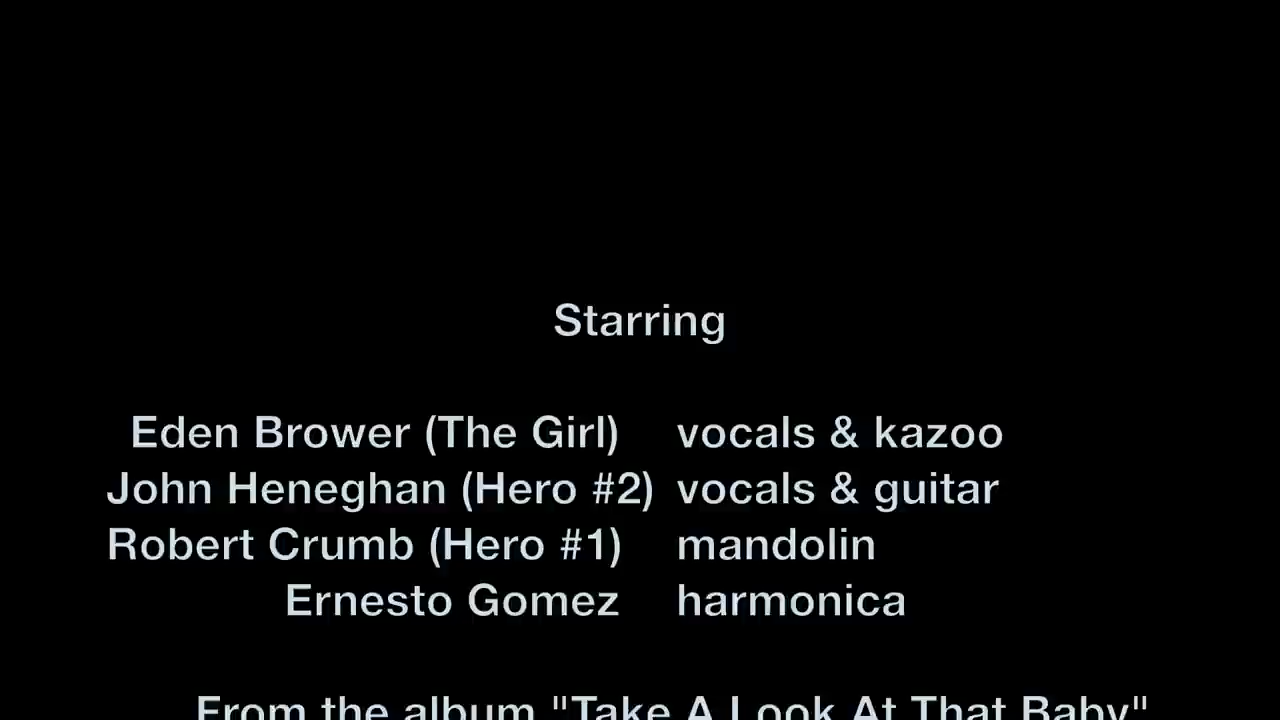 Starring
Eden Brower (The Girl) vocals & kazoo
John Heneghan (Hero #2) vocals & guitar
Robert Crumb (Hero #1) mandolin
Ernesto Gomez harmonica
From the album "Take A Look At That Baby"